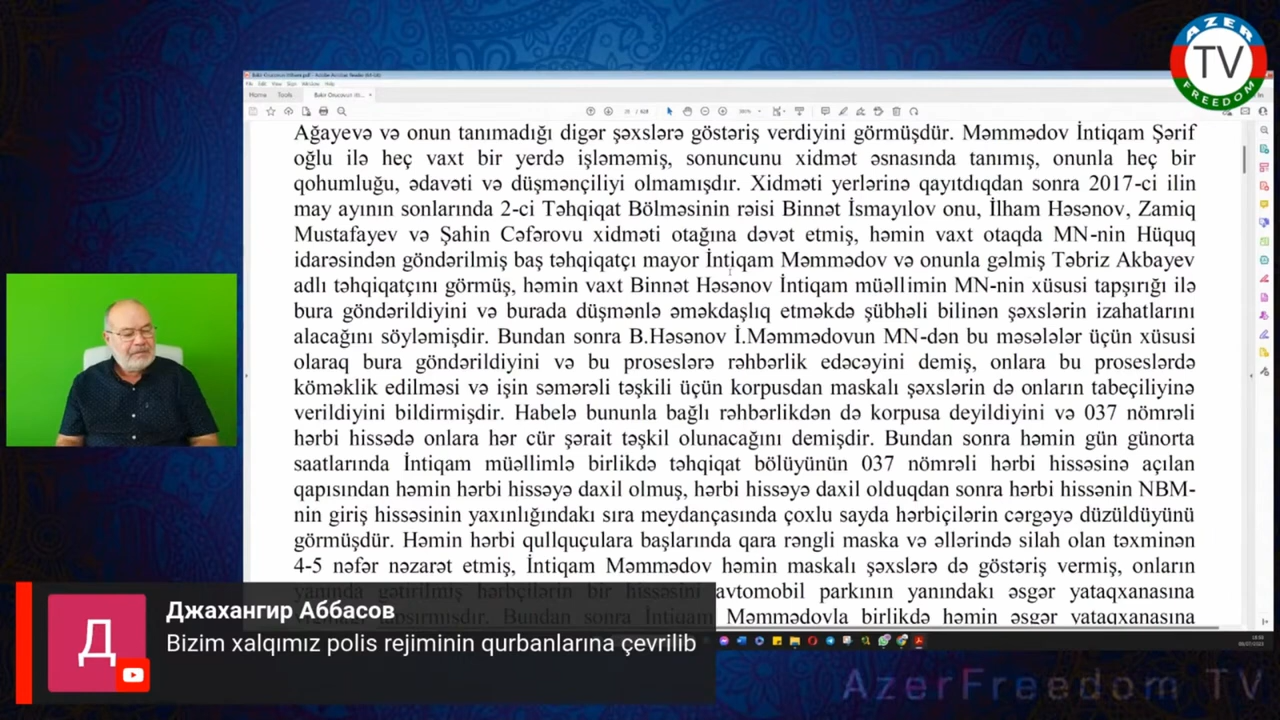 AZER
TV
FREEDOM
Home Tools
Ağayevə və onun tanımadığı digər şəxslərə göstəriş verdiyini görmüşdür. Məmmədov İntiqam Şərif
oğlu ilə heç vaxt bir yerdə işləməmiş, sonuncunu xidmət əsnasında tanımış, onunla heç bir
qohumluğu, ədavəti və düşmənçiliyi olmamışdır. Xidməti yerlərinə qayıtdıqdan sonra 2017-ci ilin
may ayının sonlarında 2-ci Təhqiqat Bölməsinin rəisi Binnət İsmayılov onu, İlham Həsənov, Zamiq
Mustafayev və Şahin Cəfərovu xidməti otağına dəvət etmiş, həmin vaxt otaqda MN-nin Hüquq
idarəsindən göndərilmiş baş təhqiqatçı mayor İntiqam Məmmədov və onunla gəlmiş Təbriz Akbayev
adlı təhqiqatçını görmüş, həmin vaxt Binnət Həsənov İntiqam müəllimin MN-nin xüsusi tapşırığı ilə
bura göndərildiyini və burada düşmənlə əməkdaşlıq etməkdə şübhəli bilinən şəxslərin izahatlarını
alacağını söyləmişdir. Bundan sonra B.Həsənov İ.Məmmədovun MN-dən bu məsələlər üçün xüsusi
olaraq bura göndərildiyini və bu proseslərə rəhbərlik edəcəyini demiş, onlara bu proseslərdə
köməklik edilməsi və işin səmərəli təşkili üçün korpusdan maskalı şəxslərin də onların tabeçiliyinə
verildiyini bildirmişdir. Habelə bununla bağlı rəhbərlikdən də korpusa deyildiyini və 037 nömrəli
hərbi hissədə onlara hər cür şərait təşkil olunacağını demişdir. Bundan sonra həmin gün günorta
saatlarında İntiqam müəllimlə birlikdə təhqiqat bölüyünün 037 nömrəli hərbi hissəsinə açılan
qapısından həmin hərbi hissəyə daxil olmuş, hərbi hissəyə daxil olduqdan sonra hərbi hissənin NBM-
nin giriş hissəsinin yaxınlığındakı sıra meydançasında çoxlu sayda hərbiçilərin cərgəyə düzüldüyünü
görmüşdür. Həmin hərbi qulluqçulara başlarında qara rəngli maska və əllərində silah olan təxminən
4-5 nəfər nəzarət etmiş, İntiqam Məmmədov həmin maskalı şəxslərə də göstəriş vermiş, onların
yanında gətirilmiş hərbçilərin bir hissəsini avtomobil parkının yanındakı əsgər yataqxanasına
tapşırmışdır. Bundan sonra İntiqam Məmmədovla birlikdə həmin əsgər yataqxanasına
Д
Джахангир Аббасов
Bizim xalqımız polis rejiminin qurbanlarına çevrilib
AzerFreedom TV